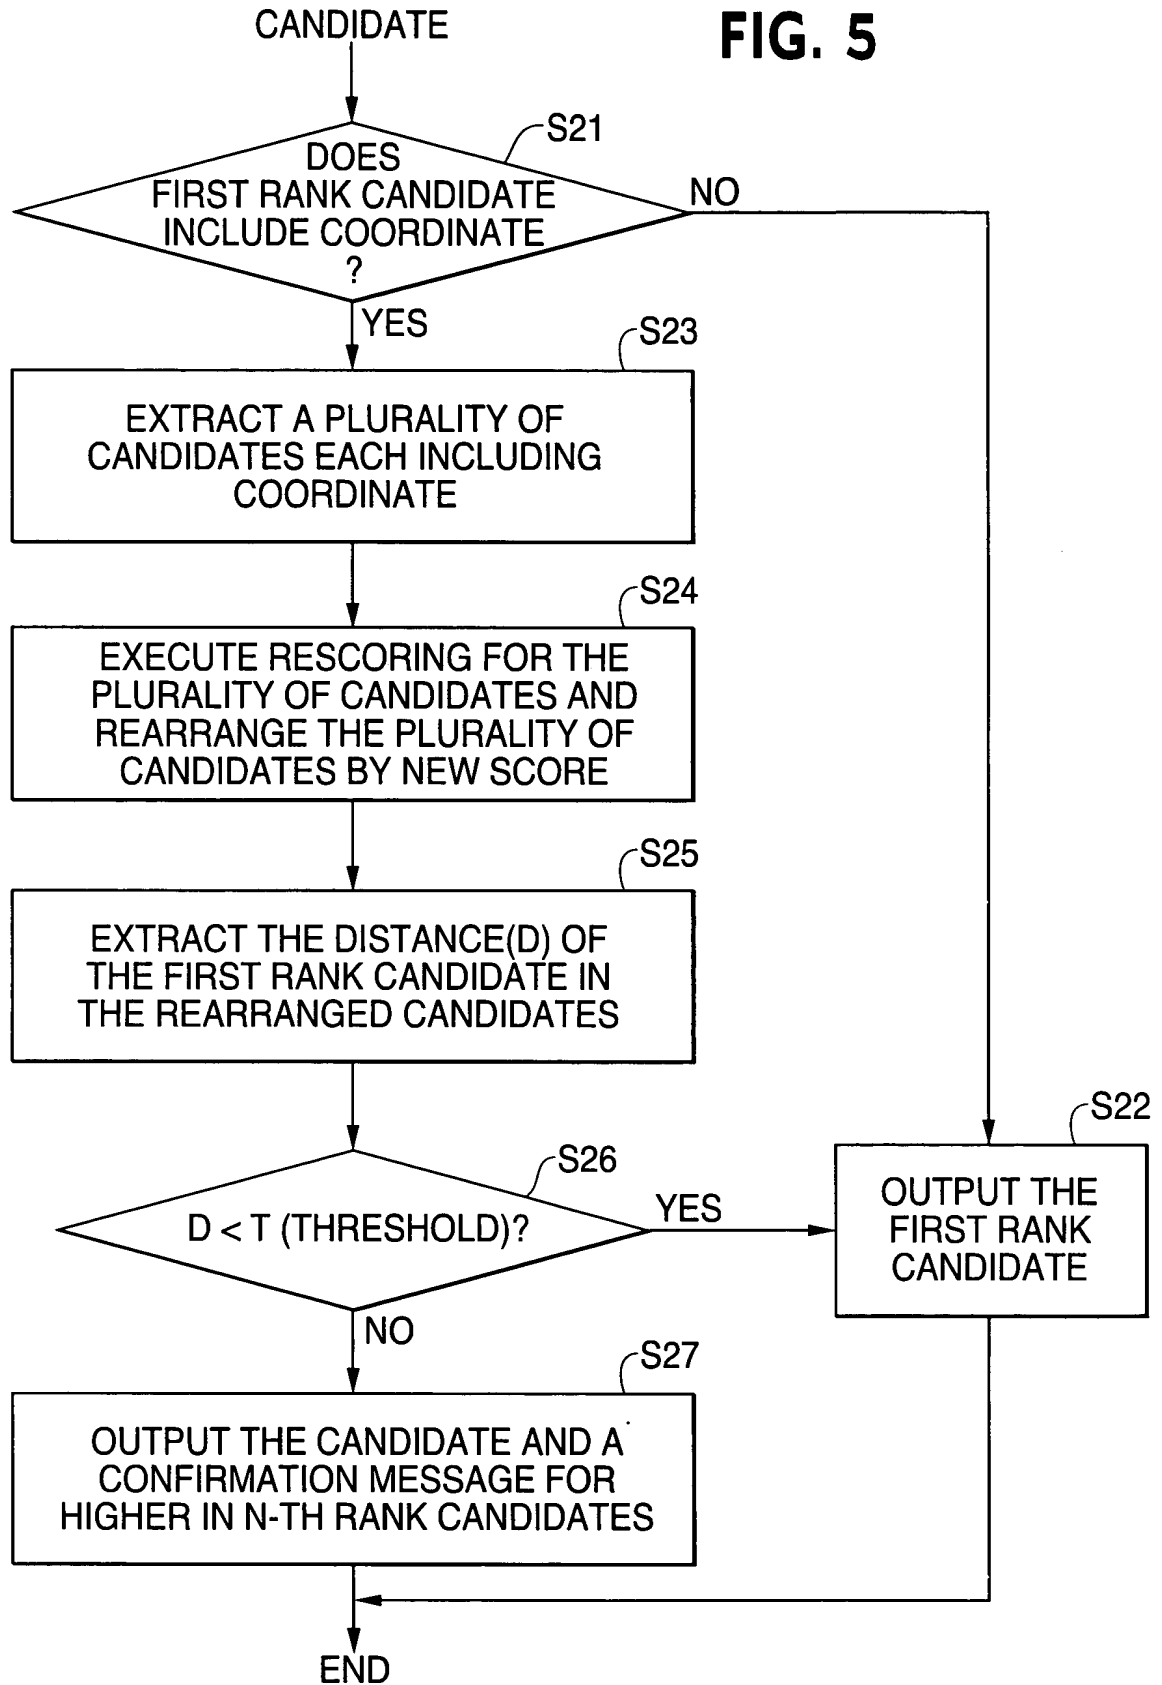 CANDIDATE
FIG. 5
S21
DOES
FIRST RANK CANDIDATE
INCLUDE COORDINATE
?
NO
YES
S23
EXTRACT A PLURALITY OF
CANDIDATES EACH INCLUDING
COORDINATE
S24
EXECUTE RESCORING FOR THE
PLURALITY OF CANDIDATES AND
REARRANGE THE PLURALITY OF
CANDIDATES BY NEW SCORE
S25
EXTRACT THE DISTANCE(D) OF
THE FIRST RANK CANDIDATE IN
THE REARRANGED CANDIDATES
S26
D < T (THRESHOLD)?
YES
S22
OUTPUT THE
FIRST RANK
CANDIDATE
NO
S27
OUTPUT THE CANDIDATE AND A
CONFIRMATION MESSAGE FOR
HIGHER IN N-TH RANK CANDIDATES
END